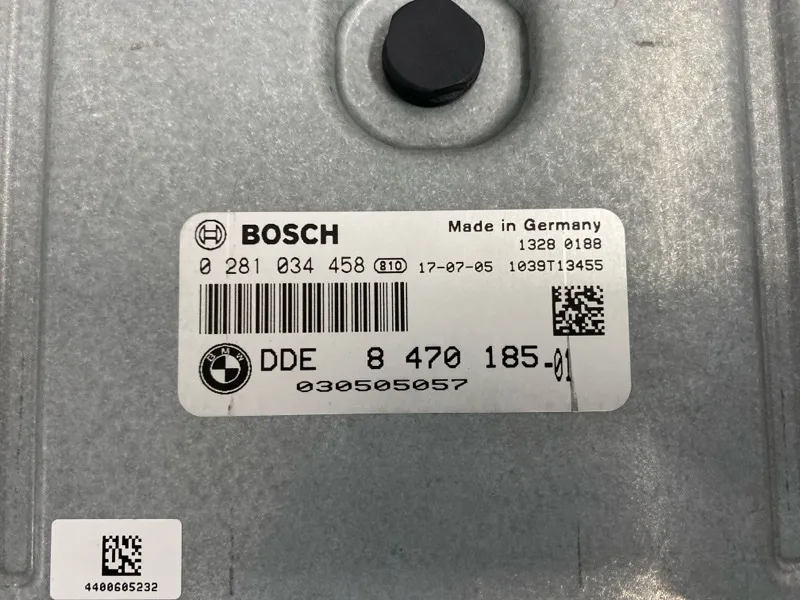 BOSCH
Made in Germany
1328 0188
0 281 034 458 810 17-07-05 1039T13455
BMW DDE 8 470 185-01
030505057
4400605232